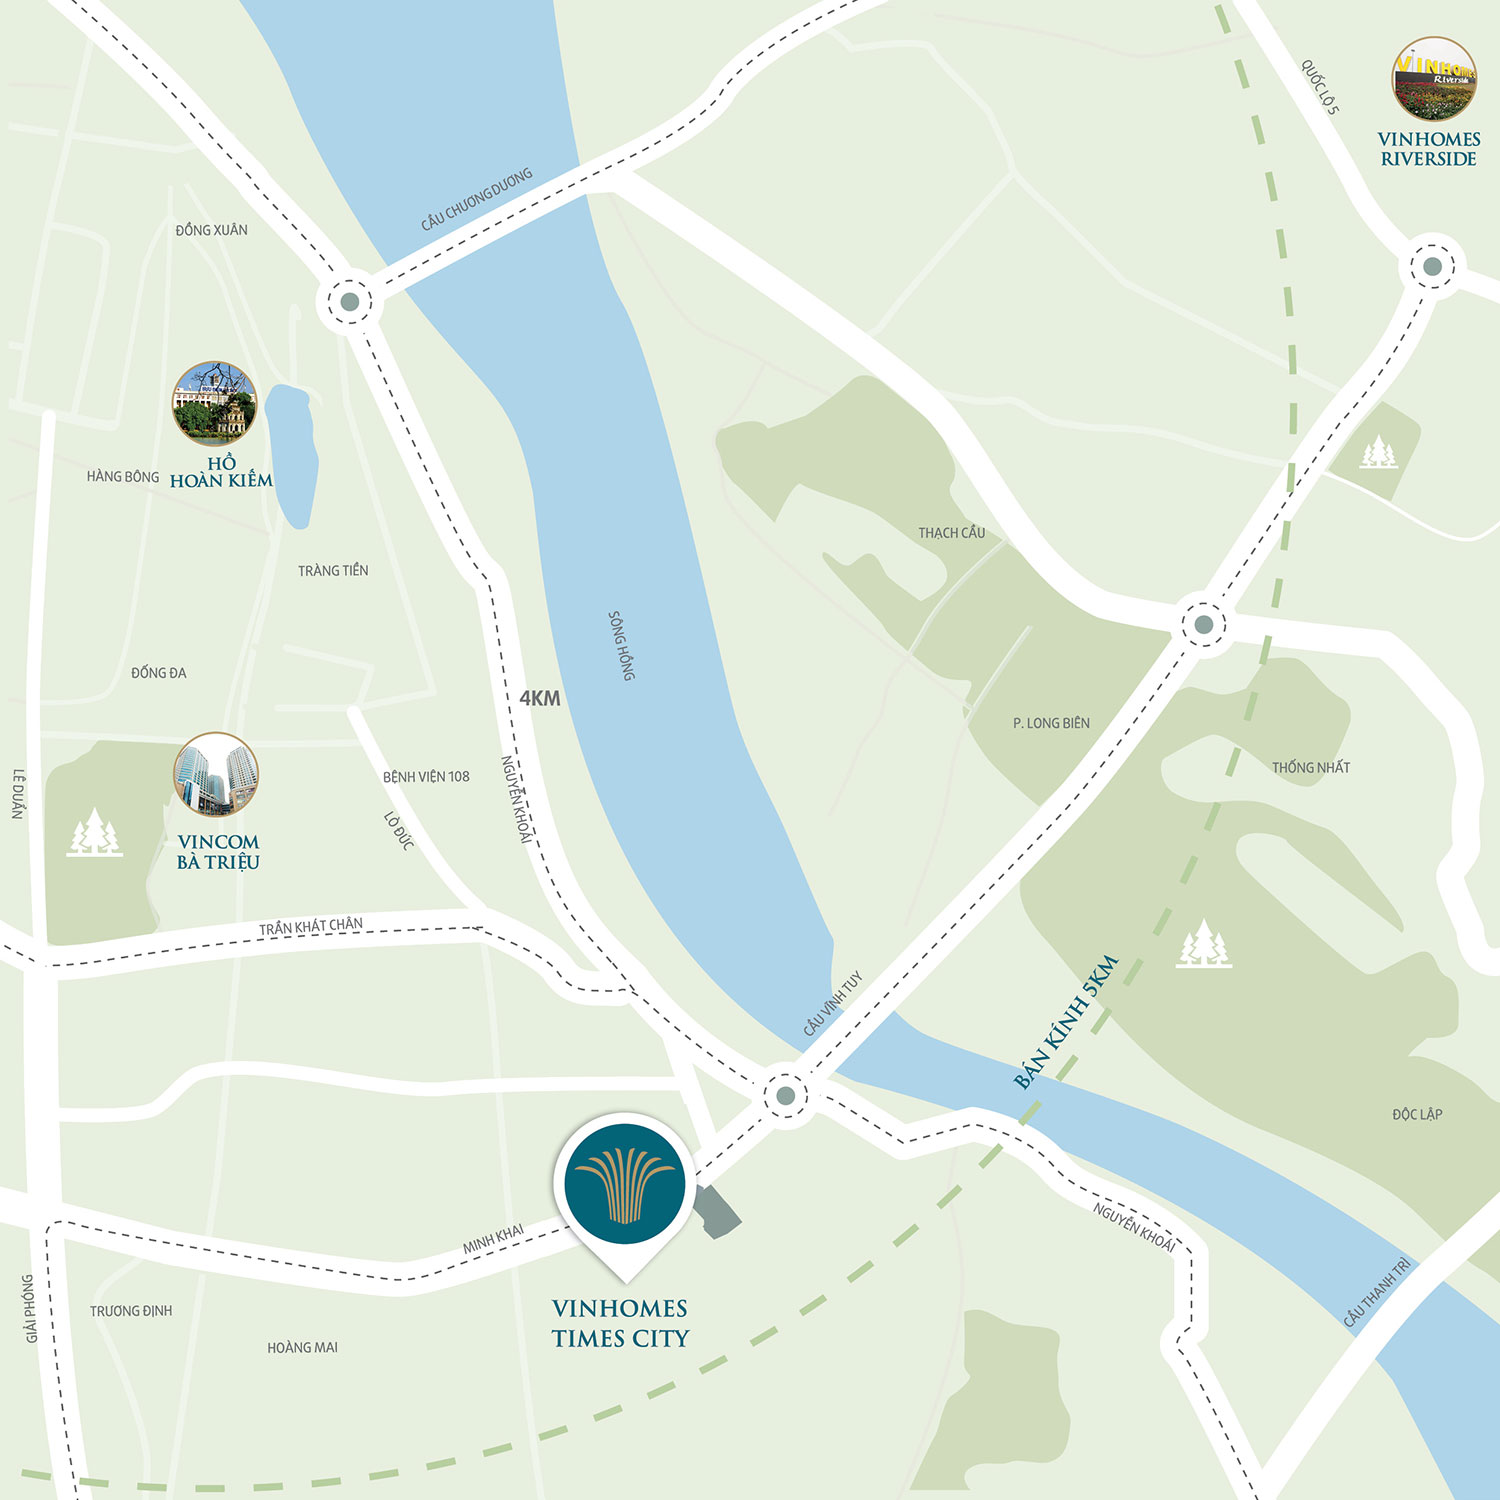 VINHOMES
Riverside
QUỐC LỘ 5
VINHOMES
RIVERSIDE
CẦU CHƯƠNG DƯƠNG
ĐỒNG XUÂN
HỒ
HOÀN KIẾM
HÀNG BÔNG
THẠCH CẦU
TRÀNG TIỀN
SÔNG HỒNG
ĐỐNG ĐA
4KM
P. LONG BIÊN
THỐNG NHẤT
LÊ DUẨN
BỆNH VIỆN 108
NGUYỄN KHOÁI
LÒ ĐÚC
VINCOM
BÀ TRIỆU
TRẦN KHÁT CHÂN
CẦU VĨNH TUY
BÁN KÍNH 5KM
ĐỘC LẬP
MINH KHAI
NGUYỄN KHOÁI
CẦU THANH TRÌ
GIẢI PHÓNG
TRƯƠNG ĐỊNH
HOÀNG MAI
VINHOMES
TIMES CITY